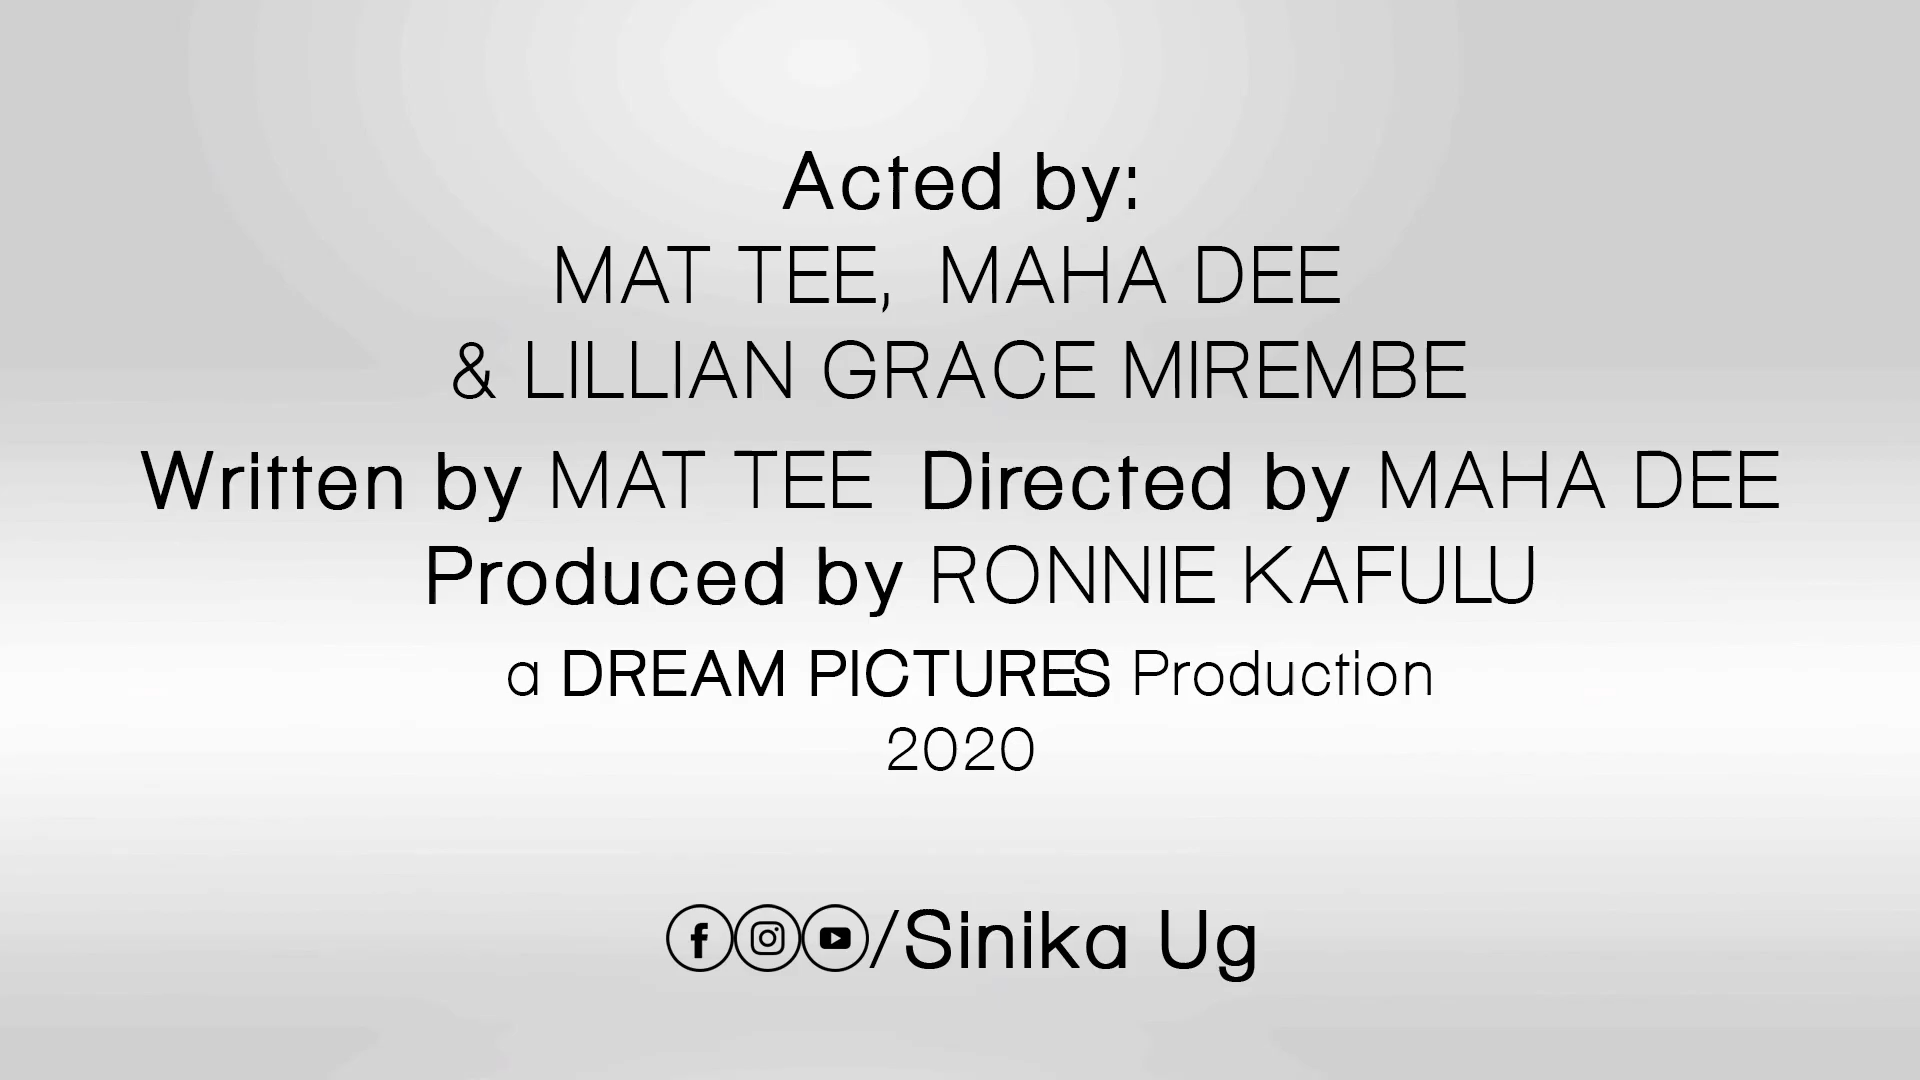 Acted by:
MAT TEE, MAHA DEE
& LILLIAN GRACE MIREMBE
Written by MAT TEE Directed by MAHA DEE
Produced by RONNIE KAFULU
a DREAM PICTURES Production
2020
/Sinika Ug